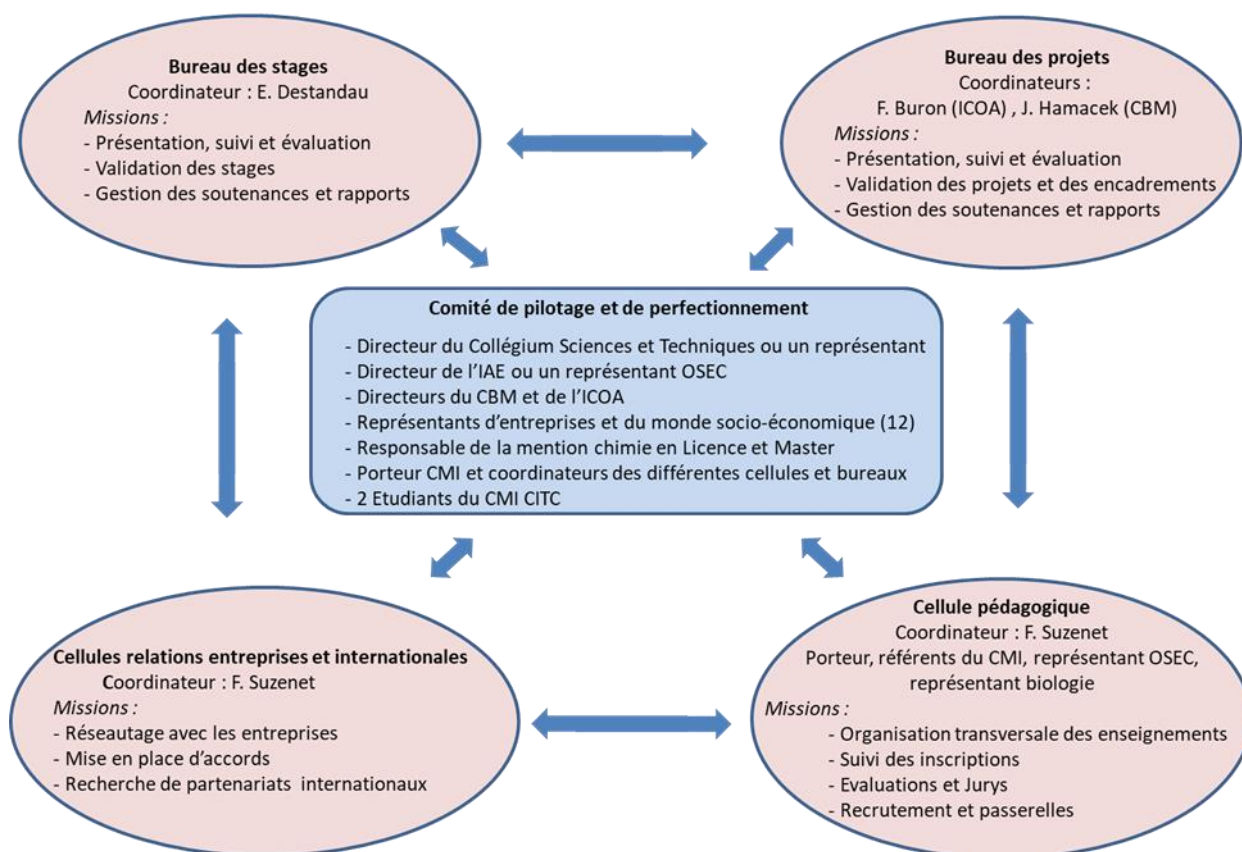 Bureau des stages
Coordinateur : E. Destandau
Missions :
- Présentation, suivi et évaluation
- Validation des stages
- Gestion des soutenances et rapports
Bureau des projets
Coordinateurs :
F. Buron (ICOA) , J. Hamacek (CBM)
Missions :
- Présentation, suivi et évaluation
- Validation des projets et des encadrements
- Gestion des soutenances et rapports
Comité de pilotage et de perfectionnement
- Directeur du Collégium Sciences et Techniques ou un représentant
- Directeur de l'IAE ou un représentant OSEC
- Directeurs du CBM et de l'ICOA
- Représentants d'entreprises et du monde socio-économique (12)
- Responsable de la mention chimie en Licence et Master
- Porteur CMI et coordinateurs des différentes cellules et bureaux
- 2 Etudiants du CMI CITC
Cellules relations entreprises et internationales
Coordinateur : F. Suzenet
Missions :
- Réseautage avec les entreprises
- Mise en place d'accords
- Recherche de partenariats internationaux
Cellule pédagogique
Coordinateur : F. Suzenet
Porteur, référents du CMI, représentant OSEC,
représentant biologie
Missions :
- Organisation transversale des enseignements
- Suivi des inscriptions
- Evaluations et Jurys
- Recrutement et passerelles